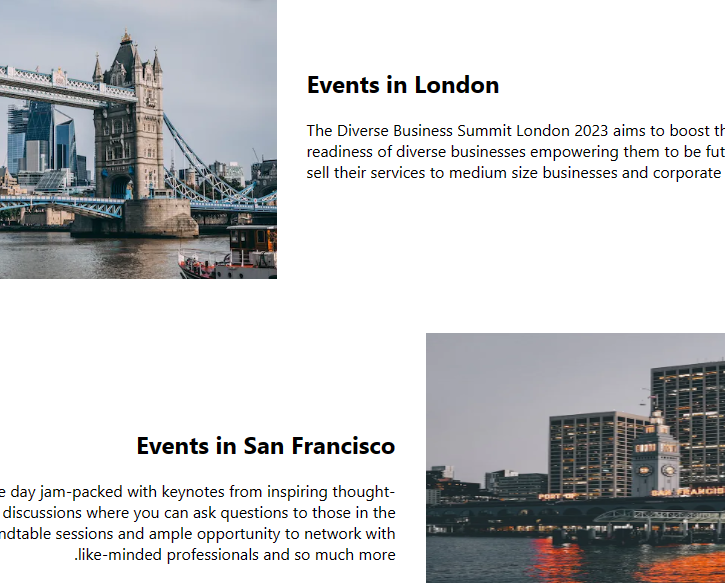 Events in London
The Diverse Business Summit London 2023 aims to boost
readiness of diverse businesses empowering them to be
sell their services to medium size businesses and corporate
Events in San Francisco
day jam-packed with keynotes from inspiring thought-
discussions where you can ask questions to those in the
sessions and ample opportunity to network with
.like-minded professionals and so much more
PORT OF
SAN FRANCISCO